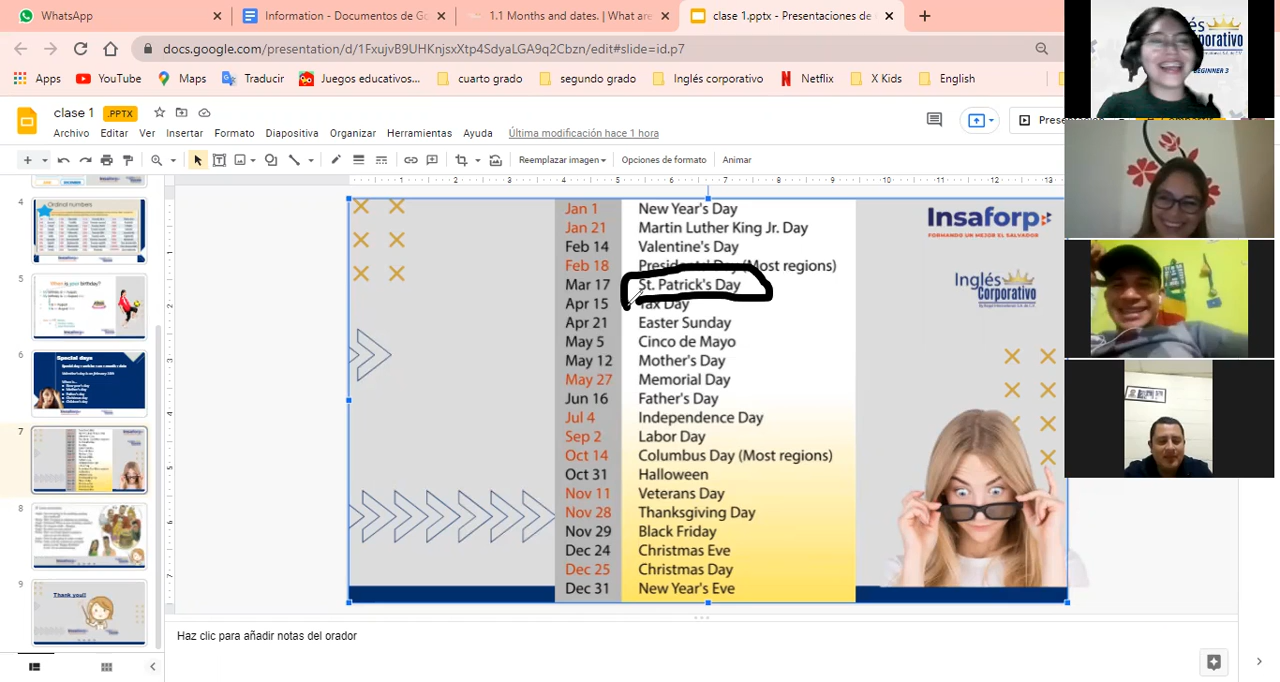 WhatsApp
Information - Documentos de Go
1.1 Months and dates. | What are
clase 1.pptx - Presentaciones de
docs.google.com/presentation/d/1FxujvB9UHKnjsxXtp4SdyaLGA9q2Cbzn/edit#slide=id.p7
Apps
YouTube
Maps
Traducir
Juegos educativos...
cuarto grado
segundo grado
Inglés corporativo
Netflix
X Kids
English
clase 1
.PPTX
Archivo
Editar
Ver
Insertar
Formato
Diapositiva
Organizar
Herramientas
Ayuda
Última modificación hace 1 hora
Reemplazar imagen
Opciones de formato
Animar
4
Ordinal numbers
5
When is your birthday?
6
Special days
7
8
9
Thank you!!
Jan 1 New Year's Day
Jan 21 Martin Luther King Jr. Day
Feb 14 Valentine's Day
Feb 18 Presidents' Day (Most regions)
Mar 17 St. Patrick's Day
Apr 15 Tax Day
Apr 21 Easter Sunday
May 5 Cinco de Mayo
May 12 Mother's Day
May 27 Memorial Day
Jun 16 Father's Day
Jul 4 Independence Day
Sep 2 Labor Day
Oct 14 Columbus Day (Most regions)
Oct 31 Halloween
Nov 11 Veterans Day
Nov 28 Thanksgiving Day
Nov 29 Black Friday
Dec 24 Christmas Eve
Dec 25 Christmas Day
Dec 31 New Year's Eve
Insaforp
FORMANDO UN MEJOR EL SALVADOR
Inglés
Corporativo
Haz clic para añadir notas del orador